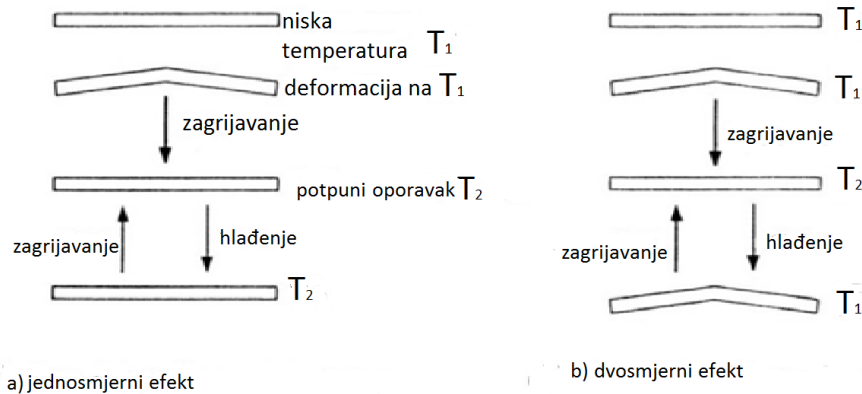 niska
temperatura T₁
deformacija na T₁
zagrijavanje
potpuni oporavak T₂
zagrijavanje
hlađenje
T₂
a) jednosmjerni efekt
T₁
T₁
zagrijavanje
T₂
zagrijavanje
hlađenje
T₁
b) dvosmjerni efekt